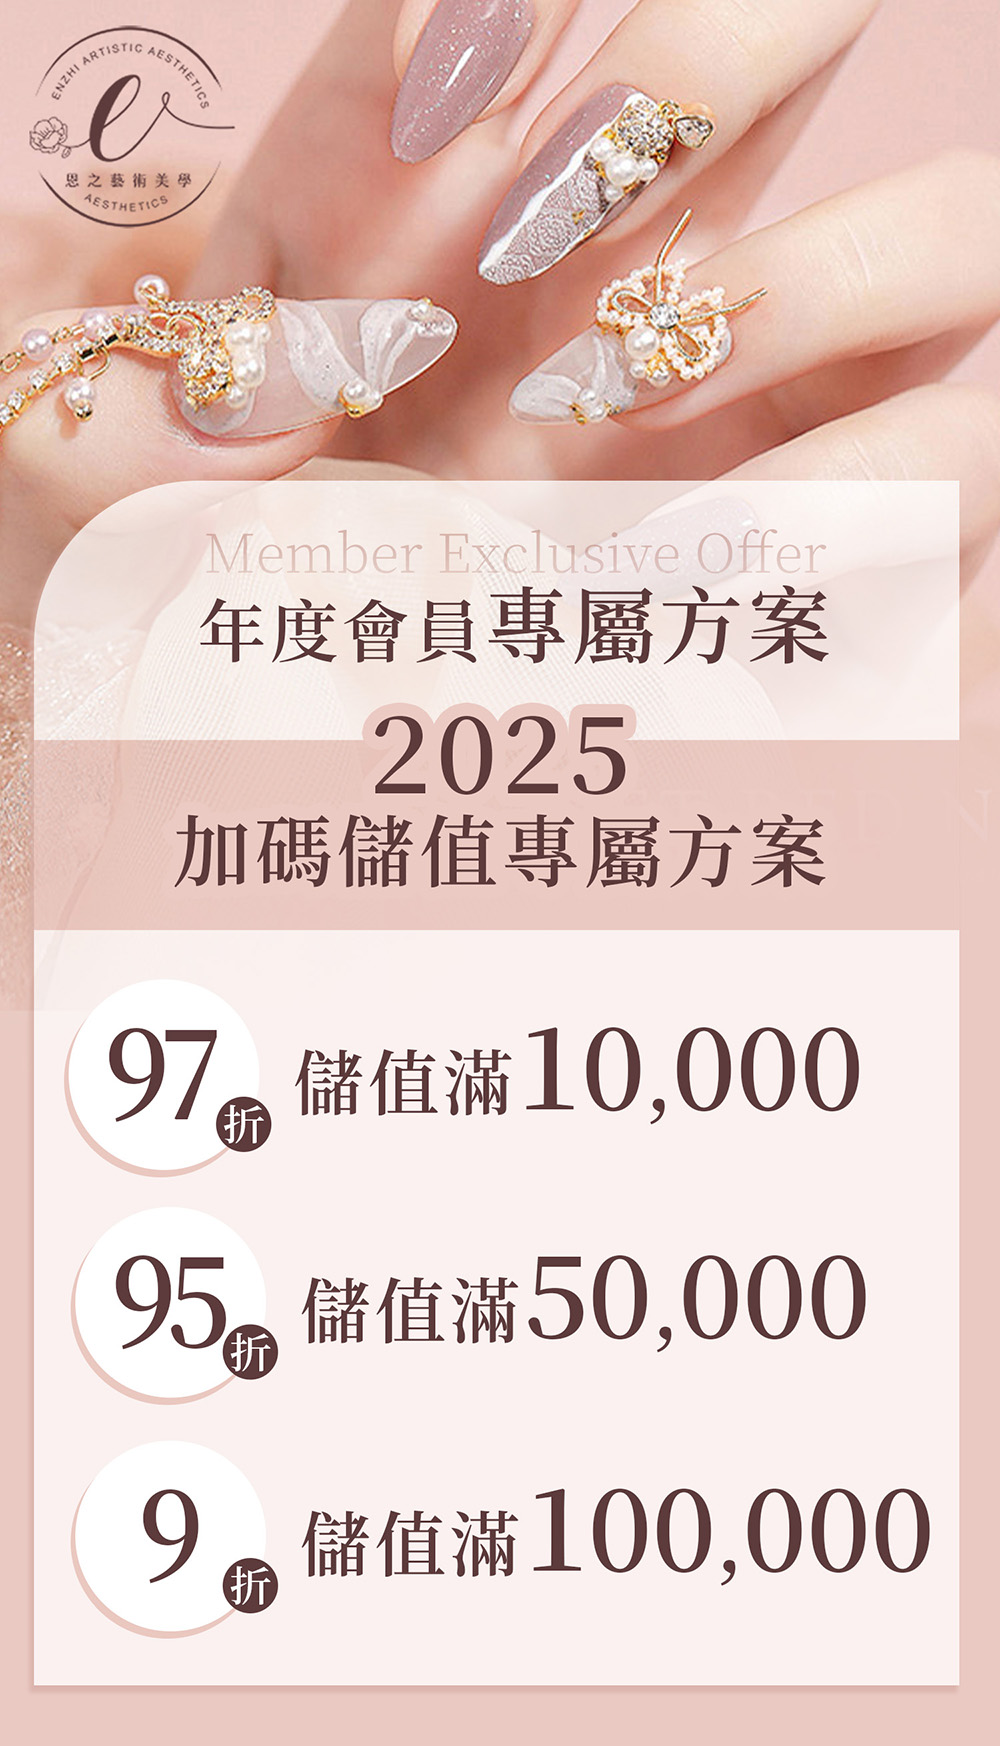 ENZHI ARTISTIC AESTHETICS
e
恩之藝術美學
AESTHETICS
Member Exclusive Offer
年度會員專屬方案
2025
加碼儲值專屬方案
97折 儲值滿10,000
95折 儲值滿50,000
9折 儲值滿100,000